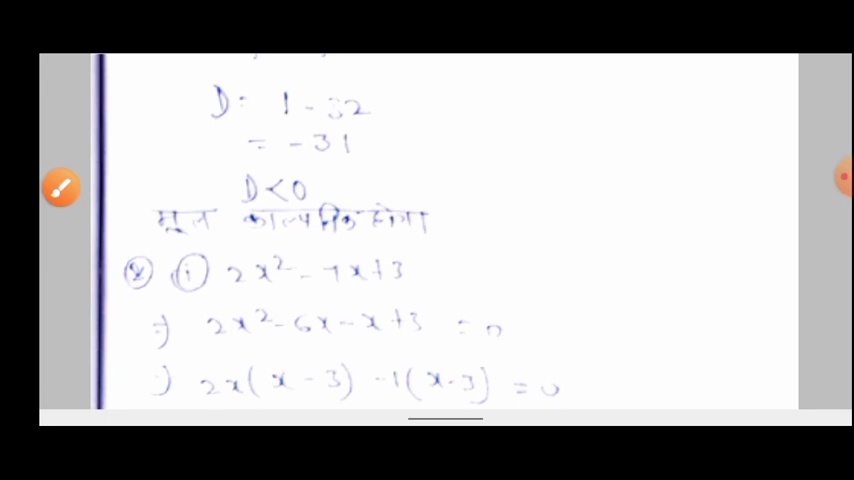 D = 1 - 32
= - 31
D < 0
मूल काल्पनिक होगा
② (i) 2x² - 7x + 3
⇒) 2x² - 6x - x + 3 = 0
⇒) 2x(x - 3) - 1(x - 3) = 0